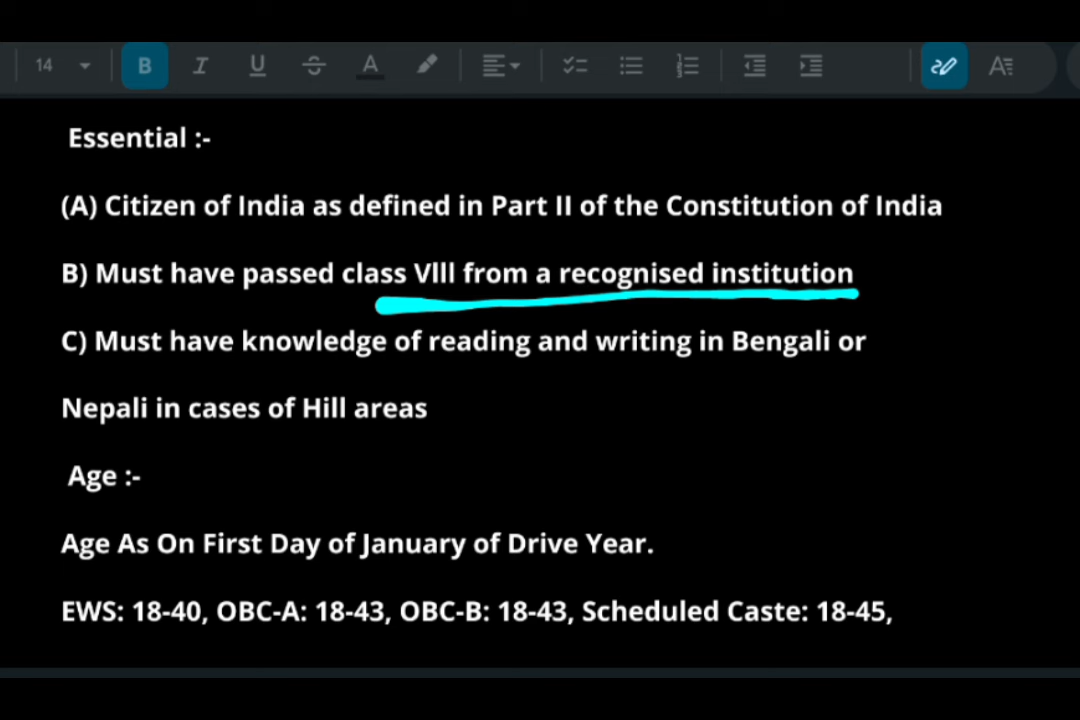 14
B I U S A
Essential :-
(A) Citizen of India as defined in Part II of the Constitution of India
B) Must have passed class Vlll from a recognised institution
C) Must have knowledge of reading and writing in Bengali or
Nepali in cases of Hill areas
Age :-
Age As On First Day of January of Drive Year.
EWS: 18-40, OBC-A: 18-43, OBC-B: 18-43, Scheduled Caste: 18-45,